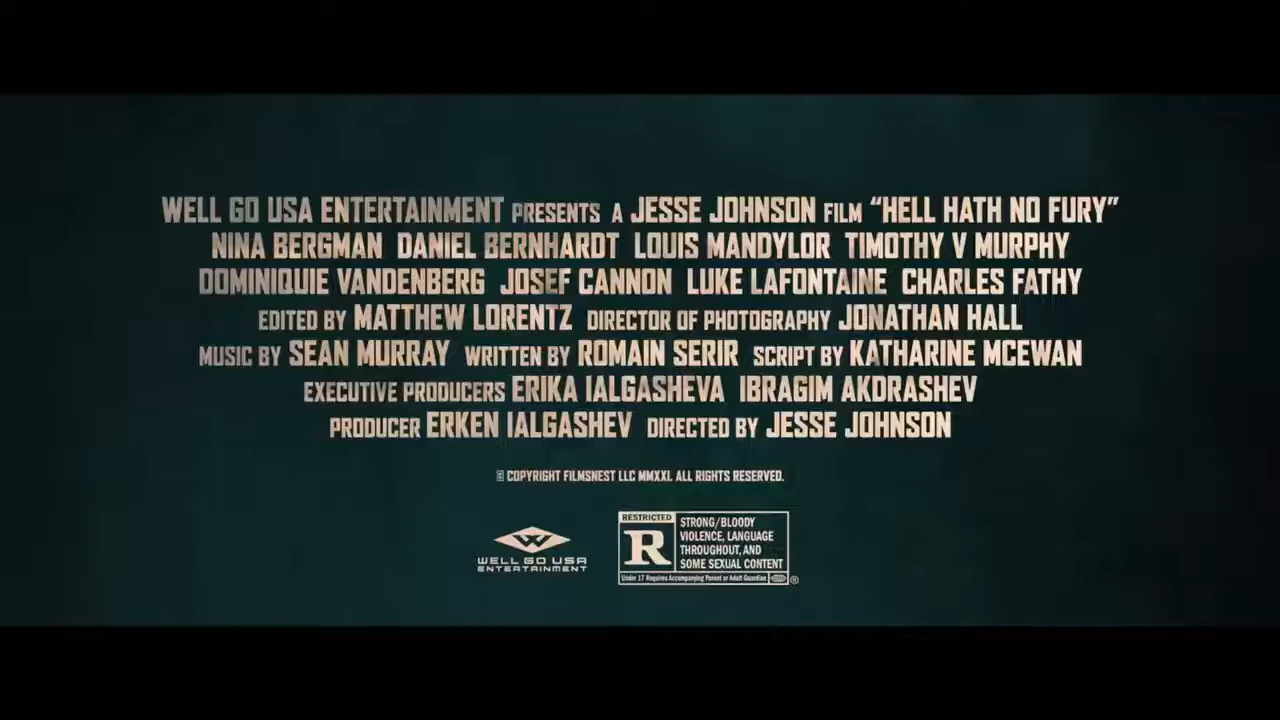 WELL GO USA ENTERTAINMENT PRESENTS A JESSE JOHNSON FILM “HELL HATH NO FURY”
NINA BERGMAN DANIEL BERNHARDT LOUIS MANDYLOR TIMOTHY V MURPHY
DOMINIQUIE VANDENBERG JOSEF CANNON LUKE LAFONTAINE CHARLES FATHY
EDITED BY MATTHEW LORENTZ DIRECTOR OF PHOTOGRAPHY JONATHAN HALL
MUSIC BY SEAN MURRAY WRITTEN BY ROMAIN SERIR SCRIPT BY KATHARINE MCEWAN
EXECUTIVE PRODUCERS ERIKA IALGASHEVA IBRAGIM AKDRASHEV
PRODUCER ERKEN IALGASHEV DIRECTED BY JESSE JOHNSON
© COPYRIGHT FILMSNEST LLC MMXXI. ALL RIGHTS RESERVED.
WELL GO USA
ENTERTAINMENT
RESTRICTED
R
STRONG/BLOODY
VIOLENCE, LANGUAGE
THROUGHOUT, AND
SOME SEXUAL CONTENT
Under 17 Requires Accompanying Parent or Adult Guardian
®